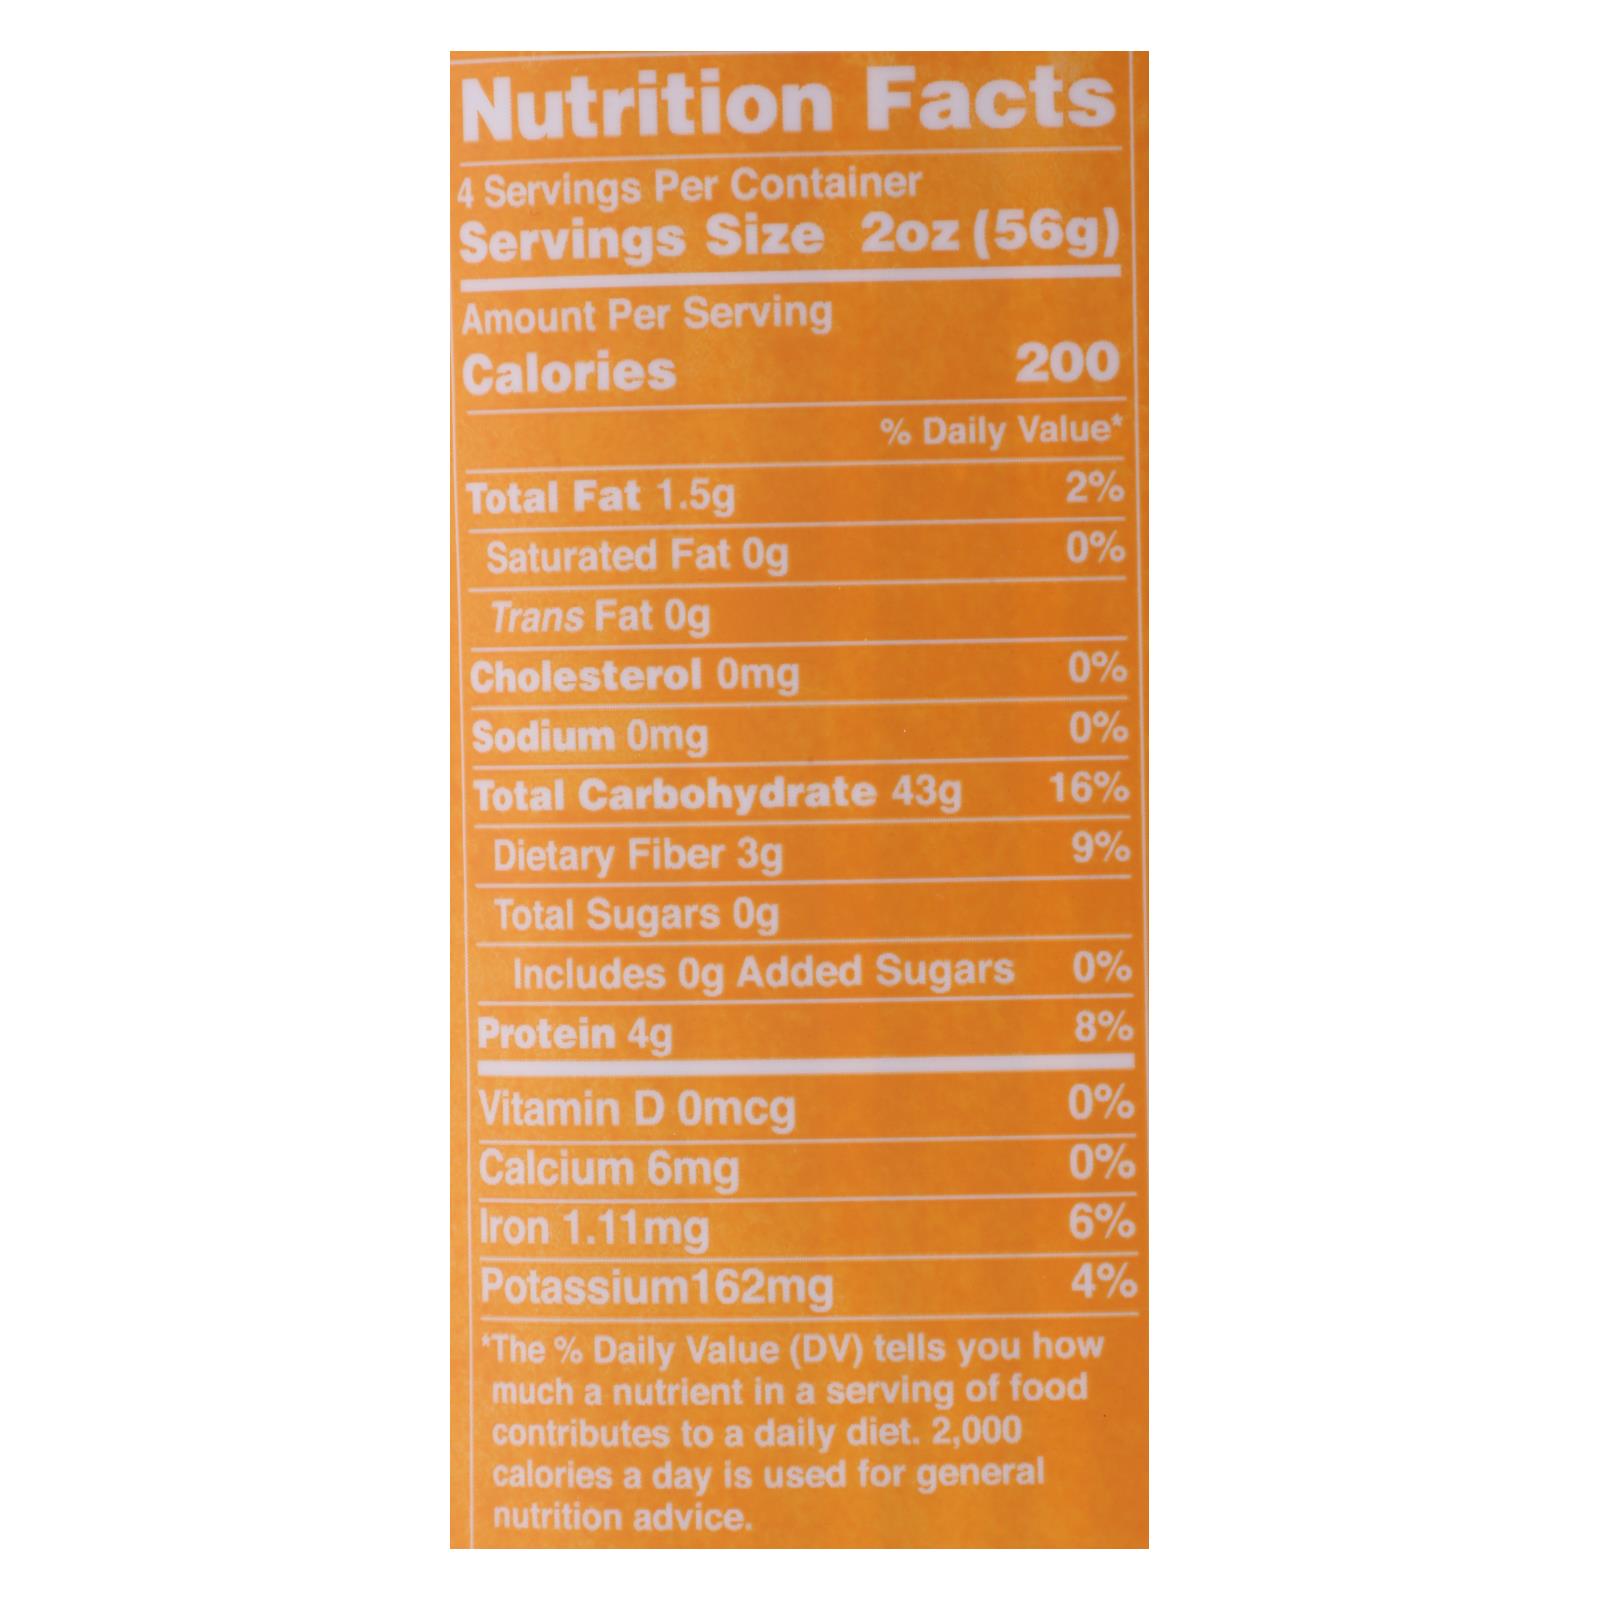 Nutrition Facts
4 Servings Per Container
Servings Size 2oz (56g)
Amount Per Serving
Calories 200
% Daily Value*
Total Fat 1.5g 2%
Saturated Fat 0g 0%
Trans Fat 0g
Cholesterol 0mg 0%
Sodium 0mg 0%
Total Carbohydrate 43g 16%
Dietary Fiber 3g 9%
Total Sugars 0g
Includes 0g Added Sugars 0%
Protein 4g 8%
Vitamin D 0mcg 0%
Calcium 6mg 0%
Iron 1.11mg 6%
Potassium162mg 4%
*The % Daily Value (DV) tells you how
much a nutrient in a serving of food
contributes to a daily diet. 2,000
calories a day is used for general
nutrition advice.